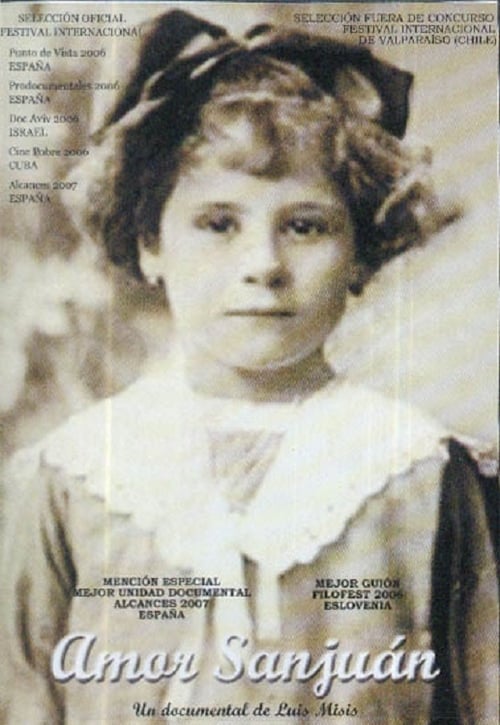 SELECCIÓN OFICIAL
FESTIVAL INTERNACIONAL
Punto de Vista 2006
ESPAÑA
Prodocumentales 2006
ESPAÑA
Doc Aviv 2006
ISRAEL
Cine Pobre 2006
CUBA
Alcances 2007
ESPAÑA
SELECCIÓN FUERA DE CONCURSO
FESTIVAL INTERNACIONAL
DE VALPARAÍSO (CHILE)
MENCIÓN ESPECIAL
MEJOR UNIDAD DOCUMENTAL
ALCANCES 2007
ESPAÑA
MEJOR GUIÓN
FILOFEST 2006
ESLOVENIA
Amor Sanjuán
Un documental de Luis Misis